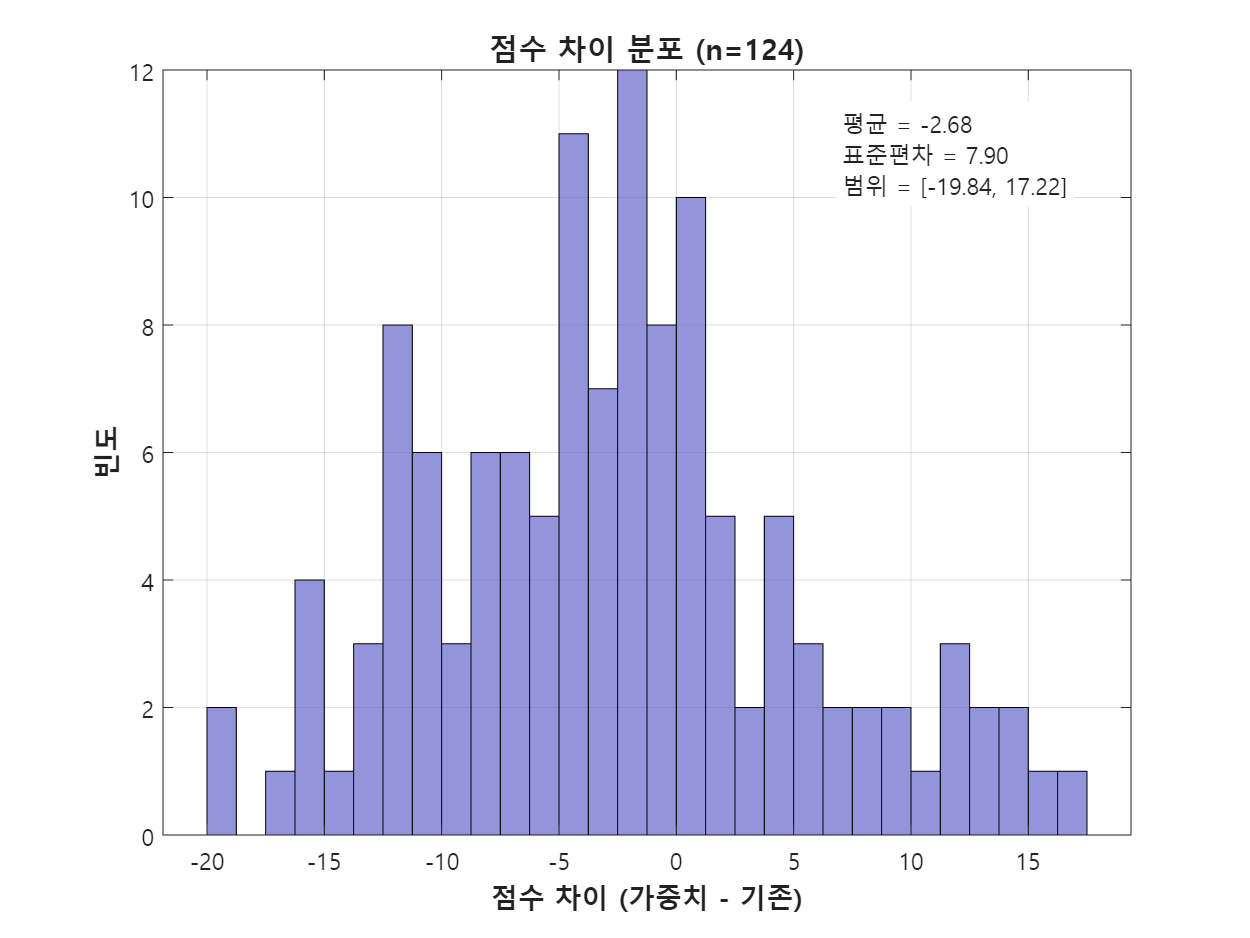 점수 차이 분포 (n=124)
평균 = -2.68
표준편차 = 7.90
범위 = [-19.84, 17.22]
12
10
8
6
4
2
0
빈도
-20 -15 -10 -5 0 5 10 15
점수 차이 (가중치 - 기존)